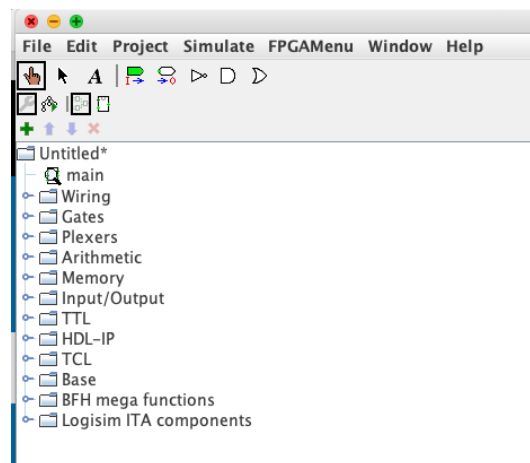 File Edit Project Simulate FPGAMenu Window Help
A
Untitled*
main
Wiring
Gates
Plexers
Arithmetic
Memory
Input/Output
TTL
HDL-IP
TCL
Base
BFH mega functions
Logisim ITA components